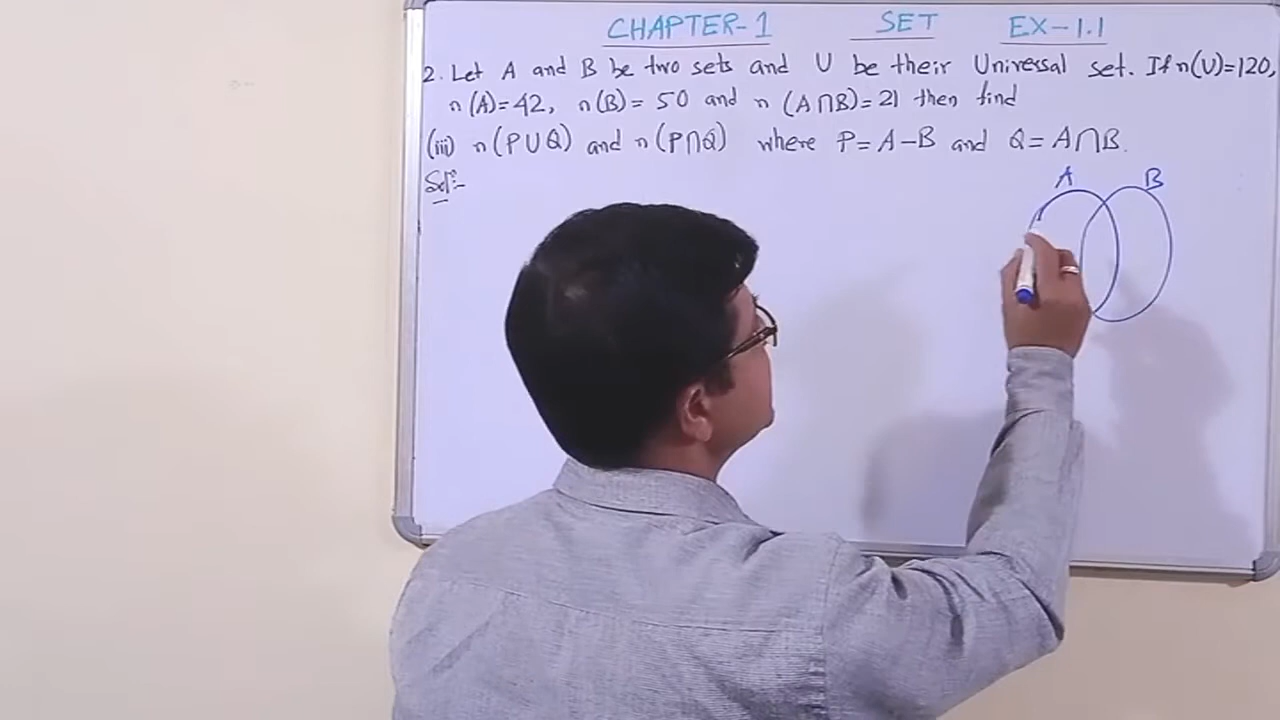 CHAPTER-1 SET EX-1.1
2. Let A and B be two sets and U be their Universal set. If n(U)=120,
n(A)=42, n(B)=50 and n(A∩B)=21 then find
(iii) n(P∪Q) and n(P∩Q) where P=A-B and Q=A∩B.
Solⁿ:-
A B